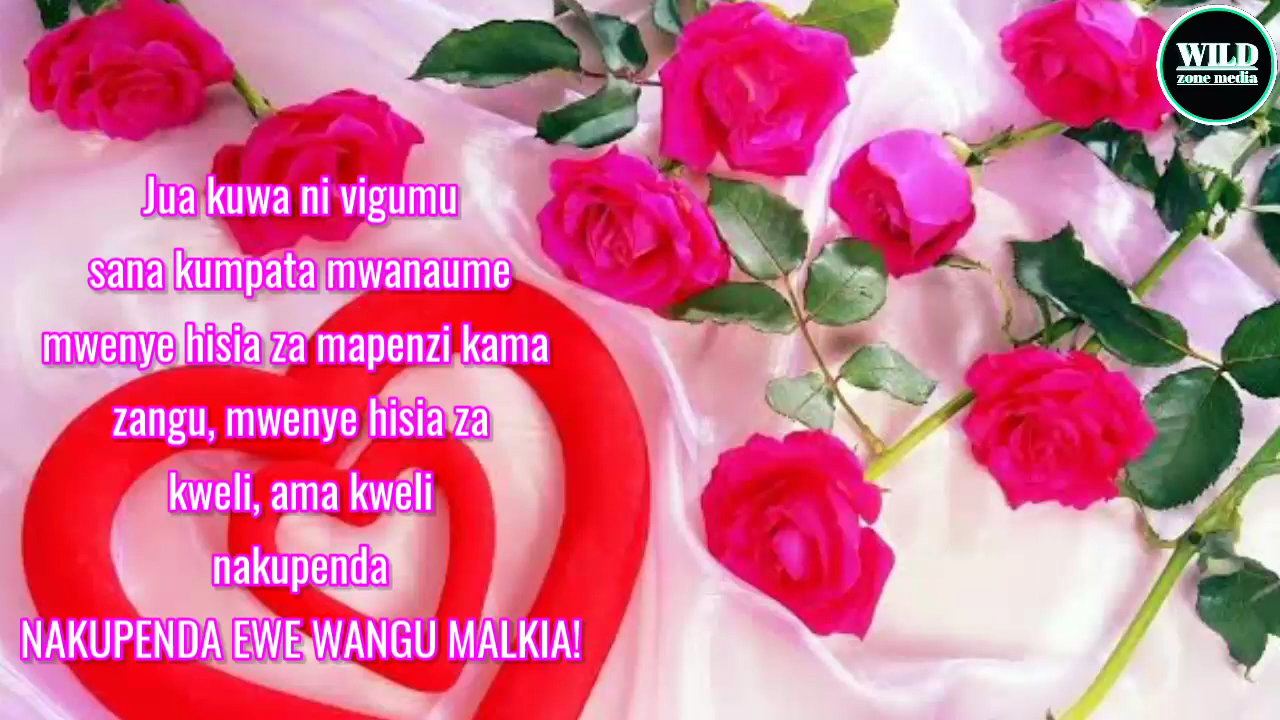 WILD
zone media
Jua kuwa ni vigumu
sana kumpata mwanaume
mwenye hisia za mapenzi kama
zangu, mwenye hisia za
kweli, ama kweli
nakupenda
NAKUPENDA EWE WANGU MALKIA!